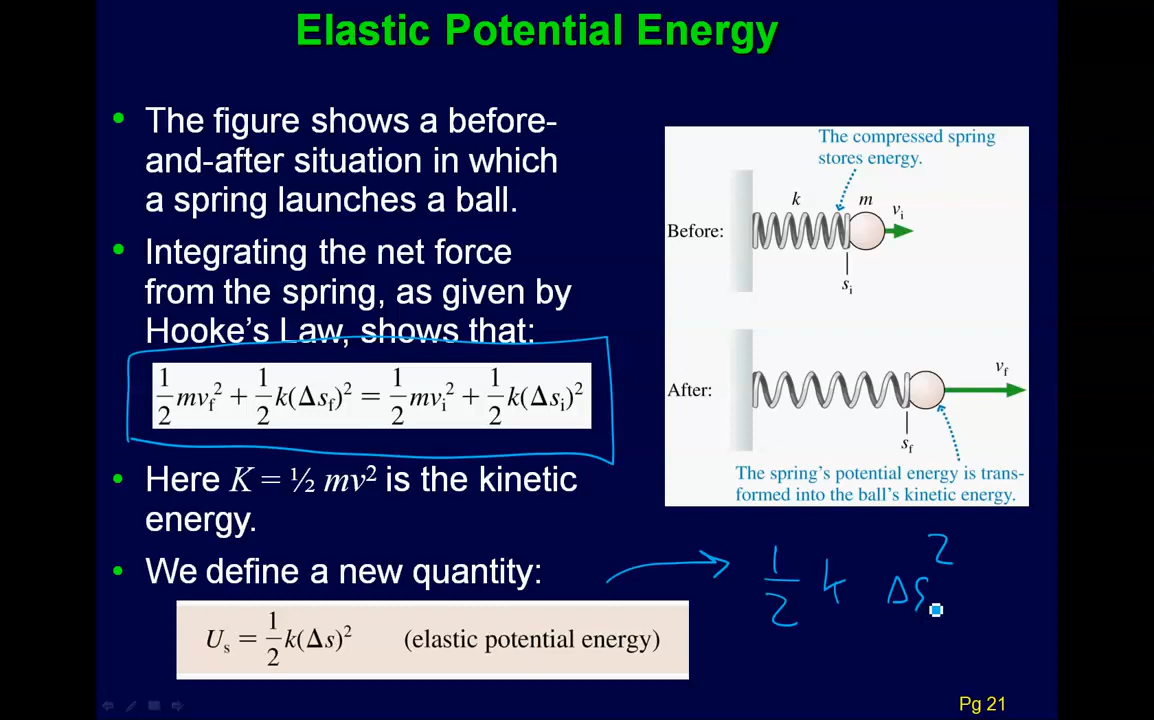 Elastic Potential Energy
• The figure shows a before-
and-after situation in which
a spring launches a ball.
• Integrating the net force
from the spring, as given by
Hooke's Law, shows that:
1/2 mv_f² + 1/2 k(Δs_f)² = 1/2 mv_i² + 1/2 k(Δs_i)²
• Here K = ½ mv² is the kinetic
energy.
• We define a new quantity:
U_s = 1/2 k(Δs)² (elastic potential energy)
The compressed spring
stores energy.
k m v_i
Before:
s_i
v_f
After:
s_f
The spring's potential energy is trans-
formed into the ball's kinetic energy.
1/2 k Δs²
Pg 21